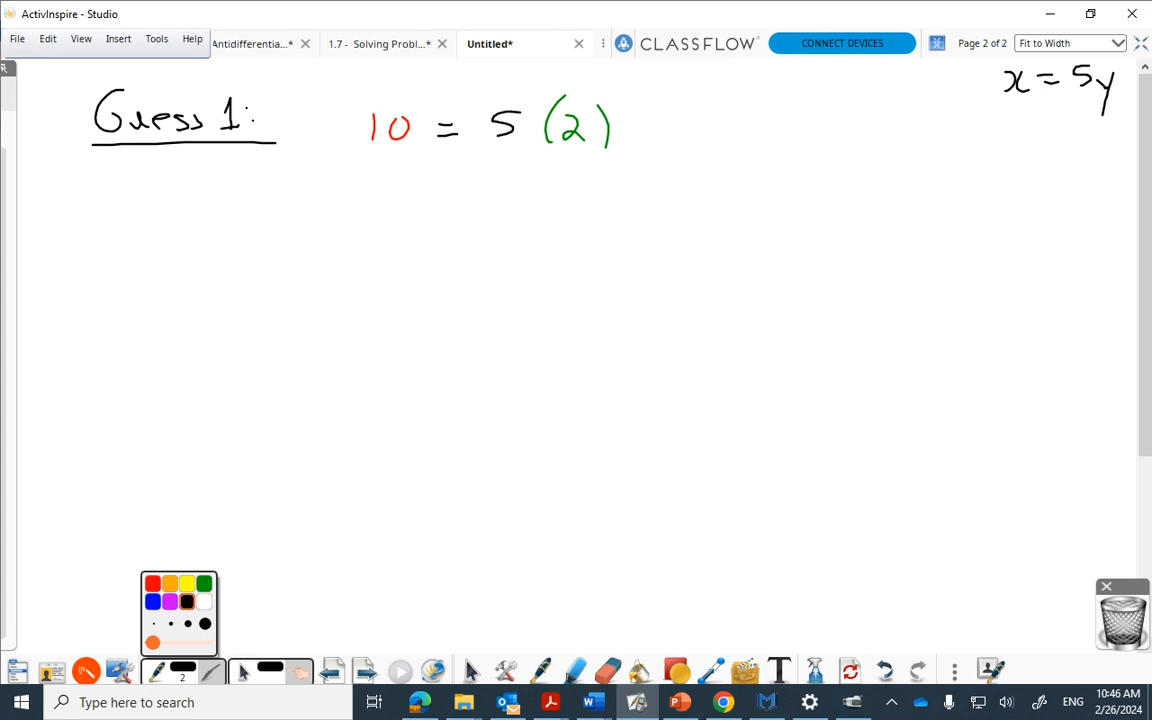 ActivInspire - Studio
File Edit View Insert Tools Help
Antidifferentia...* 1.7 - Solving Probl...* Untitled*
CLASSFLOW
CONNECT DEVICES
Page 2 of 2
Fit to Width
x = 5y
Guess 1: 10 = 5 (2)
2
T
Type here to search
ENG
10:46 AM
2/26/2024